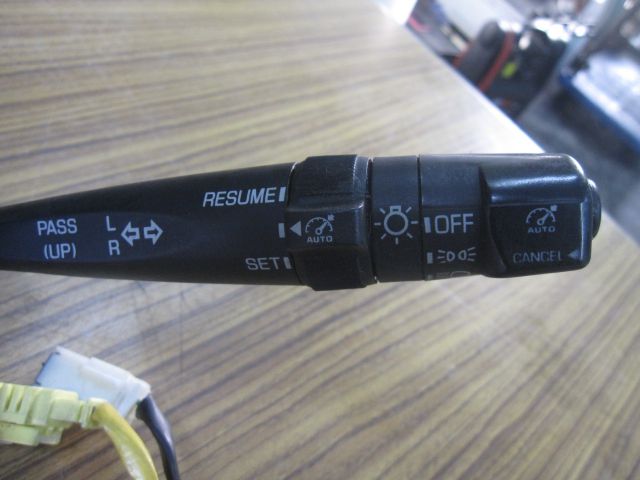 PASS
(UP)
L
R
RESUME
AUTO
SET
OFF
AUTO
CANCEL